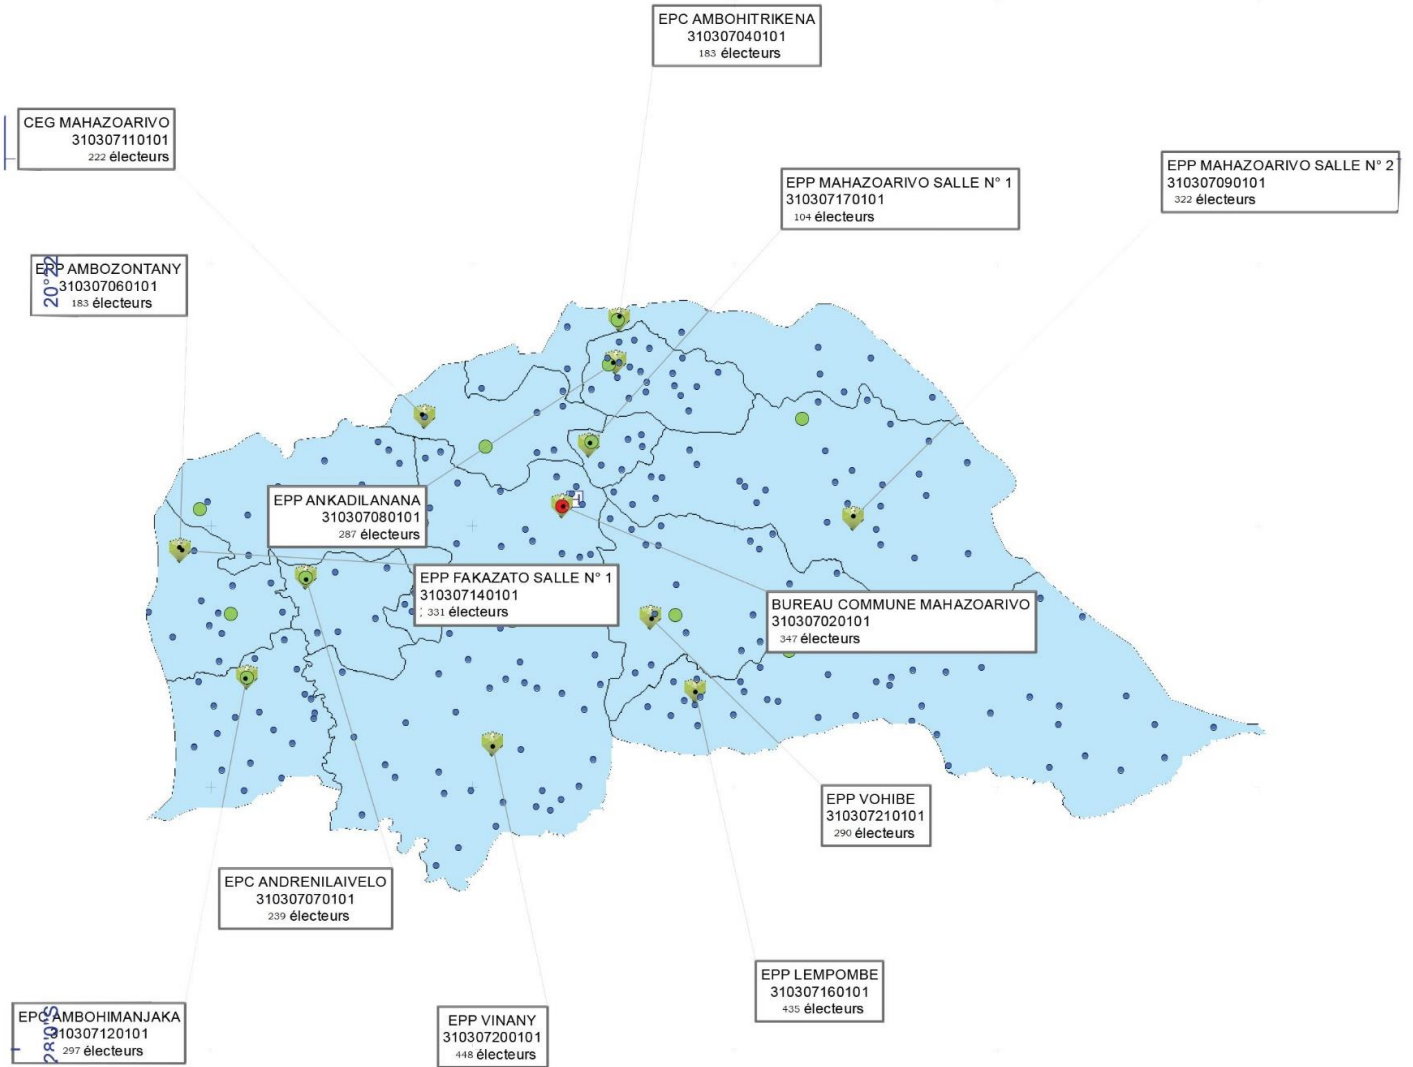 EPC AMBOHITRIKENA
310307040101
183 électeurs
CEG MAHAZOARIVO
310307110101
222 électeurs
EPP MAHAZOARIVO SALLE N° 1
310307170101
104 électeurs
EPP MAHAZOARIVO SALLE N° 2
310307090101
322 électeurs
EPP AMBOZONTANY
310307060101
183 électeurs
20°22
EPP ANKADILANANA
310307080101
287 électeurs
EPP FAKAZATO SALLE N° 1
310307140101
331 électeurs
BUREAU COMMUNE MAHAZOARIVO
310307020101
347 électeurs
EPP VOHIBE
310307210101
290 électeurs
EPC ANDRENILAIVELO
310307070101
239 électeurs
EPP LEMPOMBE
310307160101
435 électeurs
EPC AMBOHIMANJAKA
310307120101
297 électeurs
28'0"S
EPP VINANY
310307200101
448 électeurs